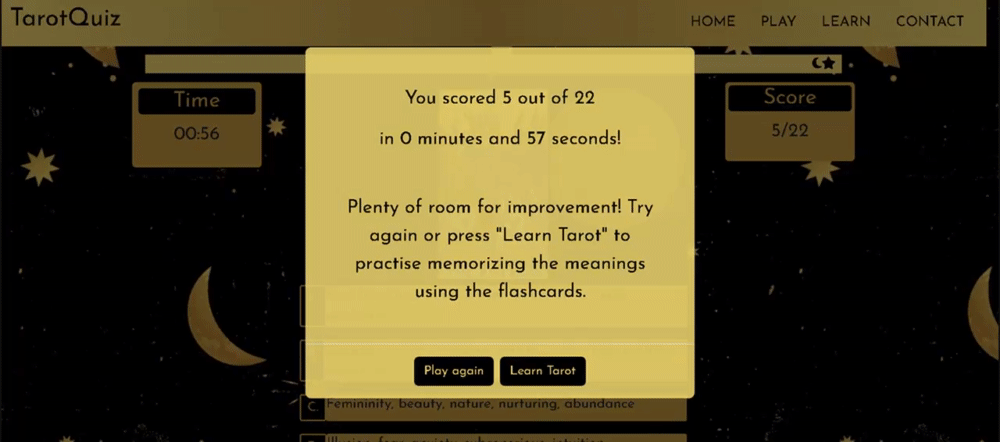 TarotQuiz
HOME PLAY LEARN CONTACT
Time
00:56
Score
5/22
You scored 5 out of 22
in 0 minutes and 57 seconds!
Plenty of room for improvement! Try
again or press "Learn Tarot" to
practise memorizing the meanings
using the flashcards.
Play again Learn Tarot
C. Femininity, beauty, nature, nurturing, abundance